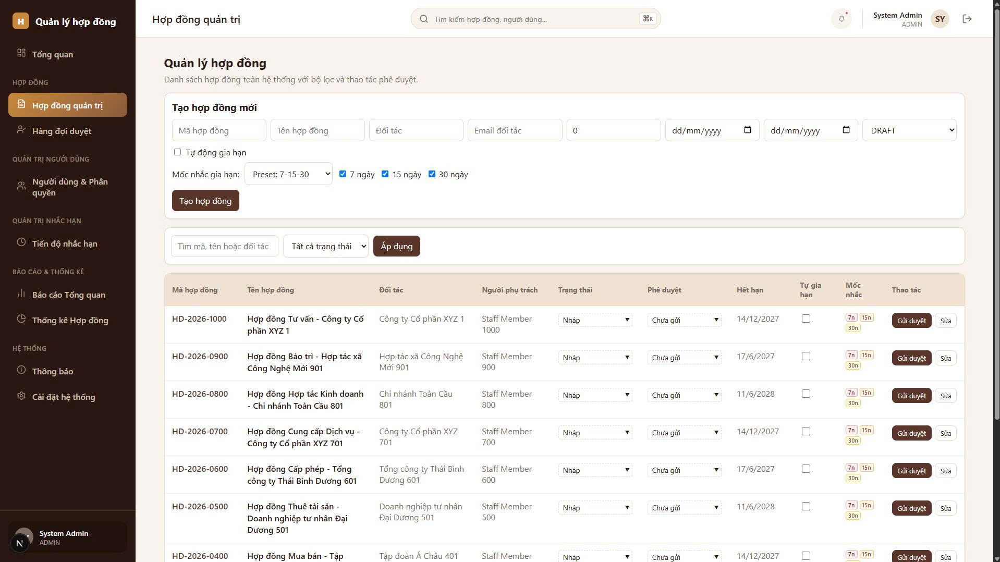 H
Quản lý hợp đồng
Tổng quan
HỢP ĐỒNG
Hợp đồng quản trị
Hàng đợi duyệt
QUẢN TRỊ NGƯỜI DÙNG
Người dùng & Phân
quyền
QUẢN TRỊ NHẮC HẠN
Tiến độ nhắc hạn
BÁO CÁO & THỐNG KÊ
Báo cáo Tổng quan
Thống kê Hợp đồng
HỆ THỐNG
Thông báo
Cài đặt hệ thống
N
System Admin
ADMIN
Hợp đồng quản trị
Tìm kiếm hợp đồng, người dùng...
⌘K
System Admin
ADMIN
SY
Quản lý hợp đồng
Danh sách hợp đồng toàn hệ thống với bộ lọc và thao tác phê duyệt.
Tạo hợp đồng mới
Mã hợp đồng Tên hợp đồng Đối tác Email đối tác 0 dd/mm/yyyy dd/mm/yyyy DRAFT
Tự động gia hạn
Mốc nhắc gia hạn: Preset: 7-15-30 7 ngày 15 ngày 30 ngày
Tạo hợp đồng
Tìm mã, tên hoặc đối tác Tất cả trạng thái Áp dụng
Mã hợp đồng Tên hợp đồng Đối tác Người phụ trách Trạng thái Phê duyệt Hết hạn Tự gia hạn Mốc nhắc Thao tác
HD-2026-1000 Hợp đồng Tư vấn - Công ty Cổ Công ty Cổ phần XYZ 1 Staff Member Nháp Chưa gửi 14/12/2027 7n 15n Gửi duyệt Sửa
phần XYZ 1 1000 30n
HD-2026-0900 Hợp đồng Bảo trì - Hợp tác xã Hợp tác xã Công Nghệ Staff Member Nháp Chưa gửi 17/6/2027 7n 15n Gửi duyệt Sửa
Công Nghệ Mới 901 Mới 901 900 30n
HD-2026-0800 Hợp đồng Hợp tác Kinh doanh Chi nhánh Toàn Cầu Staff Member Nháp Chưa gửi 11/6/2028 7n 15n Gửi duyệt Sửa
- Chi nhánh Toàn Cầu 801 801 800 30n
HD-2026-0700 Hợp đồng Cung cấp Dịch vụ - Công ty Cổ phần XYZ Staff Member Nháp Chưa gửi 14/12/2027 7n 15n Gửi duyệt Sửa
Công ty Cổ phần XYZ 701 701 700 30n
HD-2026-0600 Hợp đồng Cấp phép - Tổng Tổng công ty Thái Bình Staff Member Nháp Chưa gửi 17/6/2027 7n 15n Gửi duyệt Sửa
công ty Thái Bình Dương 601 Dương 601 600 30n
HD-2026-0500 Hợp đồng Thuê tài sản - Doanh nghiệp tư nhân Staff Member Nháp Chưa gửi 11/6/2028 7n 15n Gửi duyệt Sửa
Doanh nghiệp tư nhân Đại Đại Dương 501 500 30n
Dương 501
HD-2026-0400 Hợp đồng Mua bán - Tập Tập đoàn Á Châu 401 Staff Member Nháp Chưa gửi 14/12/2027 7n 15n Gửi duyệt Sửa